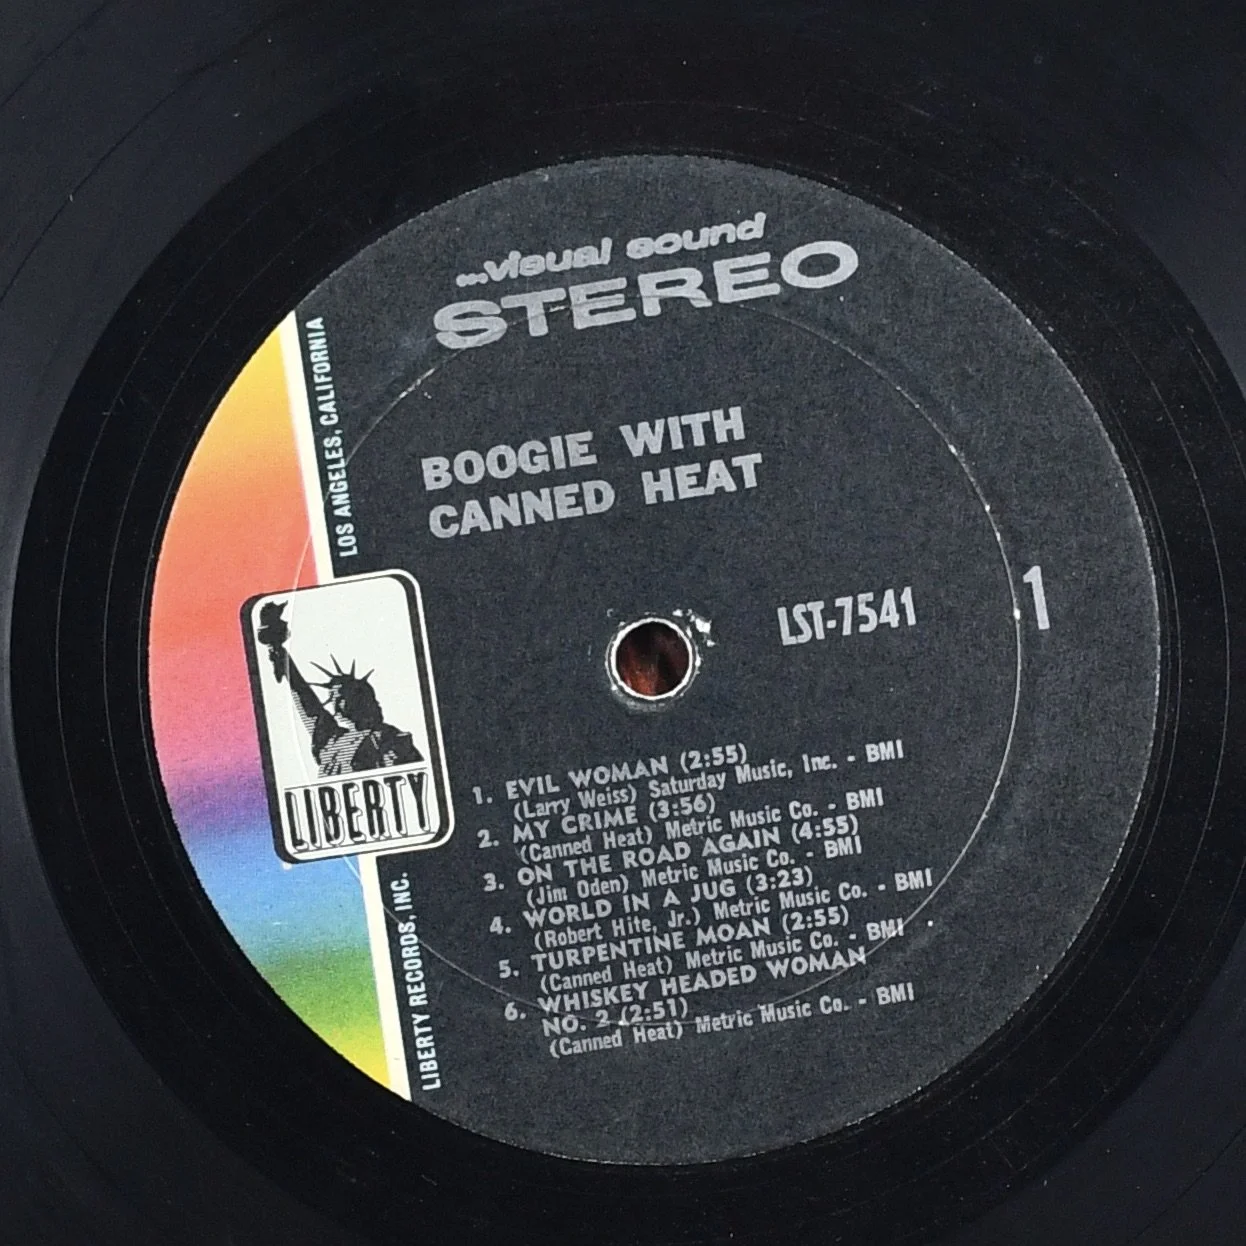 ...visual sound
STEREO
LOS ANGELES, CALIFORNIA
BOOGIE WITH
CANNED HEAT
LST-7541
1
LIBERTY
LIBERTY RECORDS, INC.
1. EVIL WOMAN (2:55)
(Larry Weiss) Saturday Music, Inc. - BMI
2. MY CRIME (3:56)
(Canned Heat) Metric Music Co. - BMI
3. ON THE ROAD AGAIN (4:55)
(Jim Oden) Metric Music Co. - BMI
4. WORLD IN A JUG (3:23)
(Robert Hite, Jr.) Metric Music Co. - BMI
5. TURPENTINE MOAN (2:55)
(Canned Heat) Metric Music Co. - BMI
6. WHISKEY HEADED WOMAN
NO. 2 (2:51)
(Canned Heat) Metric Music Co. - BMI